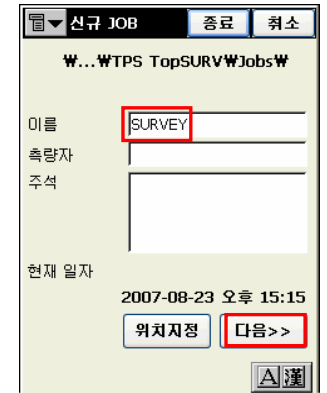 신규 JOB 종료 취소
₩...₩TPS TopSURV₩Jobs₩
이름 SURVEY
측량자
주석
현재 일자
2007-08-23 오후 15:15
위치지정 다음>>
A 漢